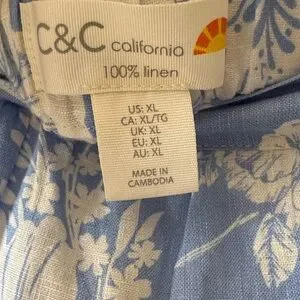 C&C california
100% linen
US: XL
CA: XL/TG
UK: XL
EU: XL
AU: XL
MADE IN
CAMBODIA